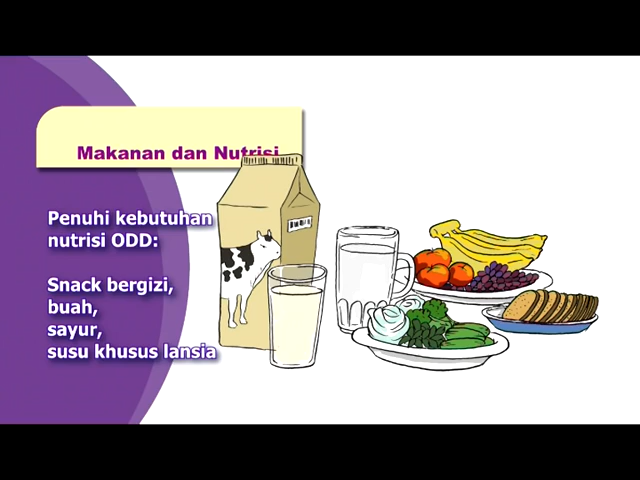 Makanan dan Nutrisi
Penuhi kebutuhan
nutrisi ODD:
Snack bergizi,
buah,
sayur,
susu khusus lansia